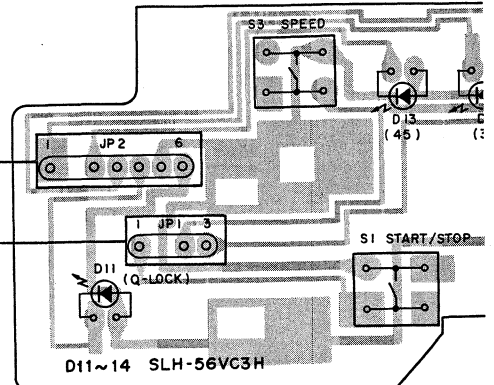 S3 SPEED
1 JP2 6
D13
(45)
1 JP1 3
S1 START/STOP
D11
(Q-LOCK)
D11~14 SLH-56VC3H